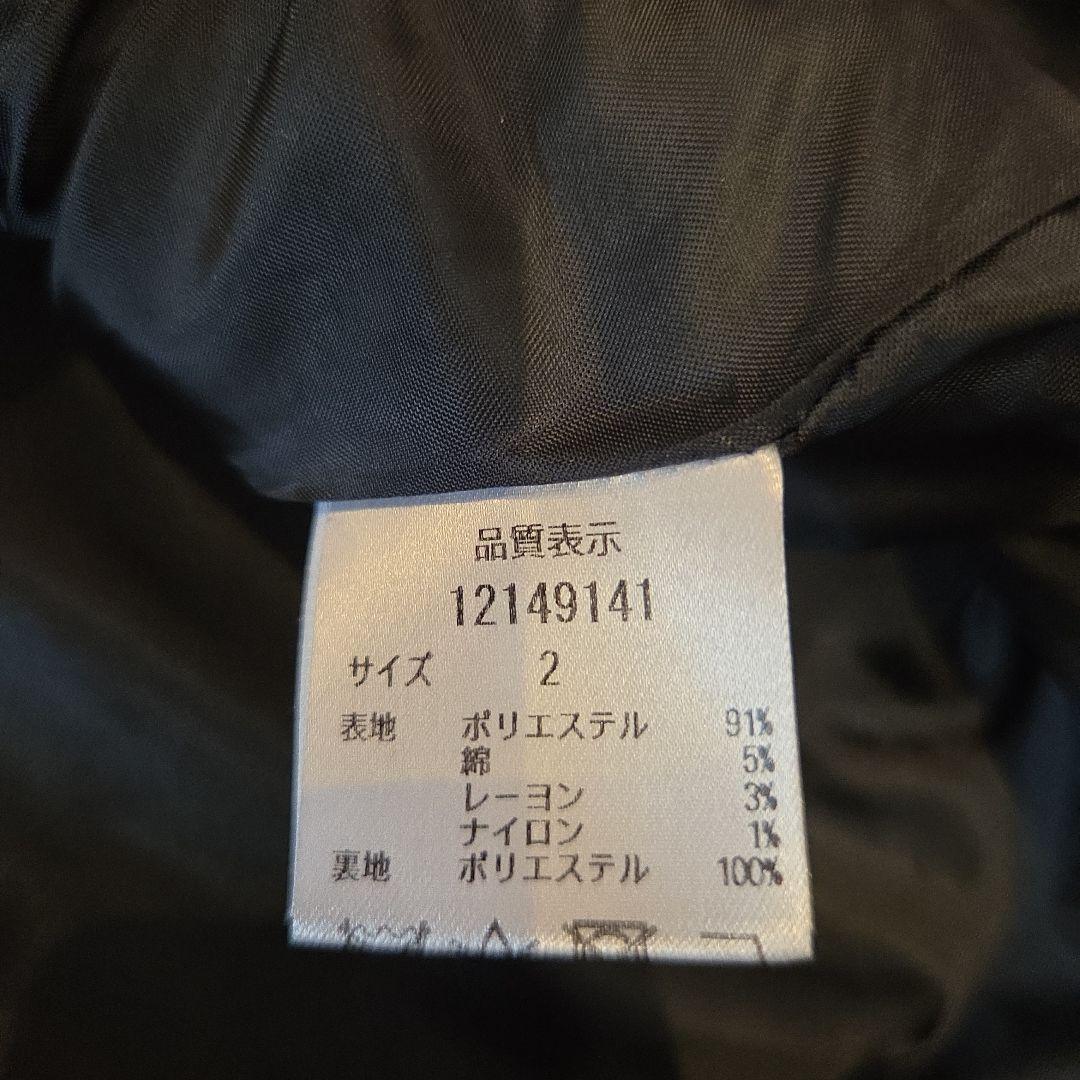 品質表示
12149141
サイズ 2
表地 ポリエステル 91%
綿 5%
レーヨン 3%
ナイロン 1%
裏地 ポリエステル 100%